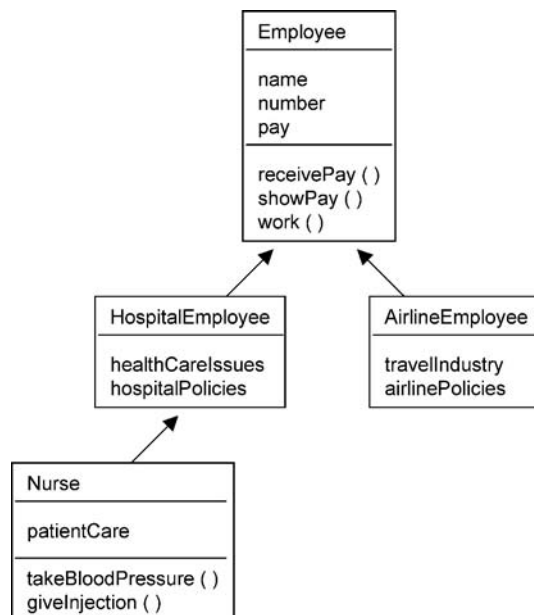 Employee
name
number
pay
receivePay ( )
showPay ( )
work ( )
HospitalEmployee
healthCareIssues
hospitalPolicies
AirlineEmployee
travelIndustry
airlinePolicies
Nurse
patientCare
takeBloodPressure ( )
giveInjection ( )